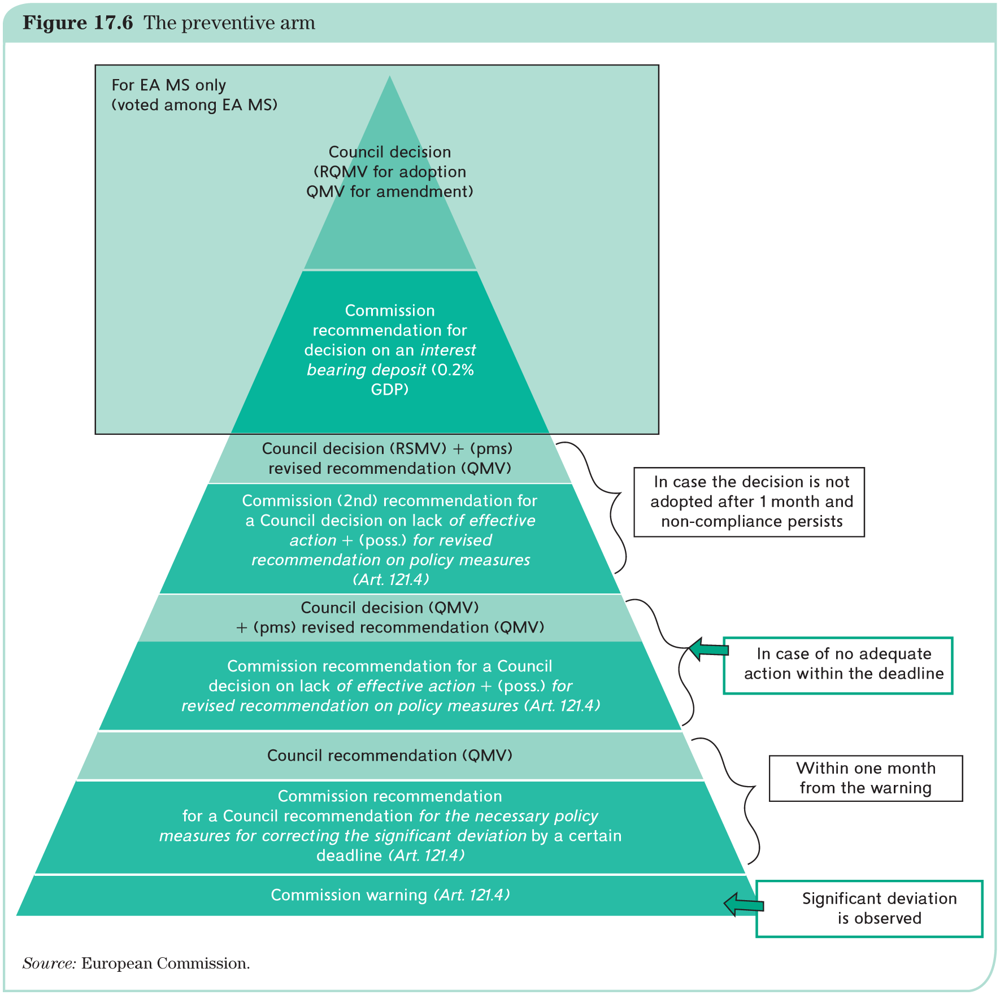 Figure 17.6 The preventive arm
For EA MS only
(voted among EA MS)
Council decision
(RQMV for adoption
QMV for amendment)
Commission
recommendation for
decision on an interest
bearing deposit (0.2%
GDP)
Council decision (RSMV) + (pms)
revised recommendation (QMV)
In case the decision is not
adopted after 1 month and
non-compliance persists
Commission (2nd) recommendation for
a Council decision on lack of effective
action + (poss.) for revised
recommendation on policy measures
(Art. 121.4)
Council decision (QMV)
+ (pms) revised recommendation (QMV)
In case of no adequate
action within the deadline
Commission recommendation for a Council
decision on lack of effective action + (poss.) for
revised recommendation on policy measures (Art. 121.4)
Council recommendation (QMV)
Within one month
from the warning
Commission recommendation
for a Council recommendation for the necessary policy
measures for correcting the significant deviation by a certain
deadline (Art. 121.4)
Commission warning (Art. 121.4)
Significant deviation
is observed
Source: European Commission.